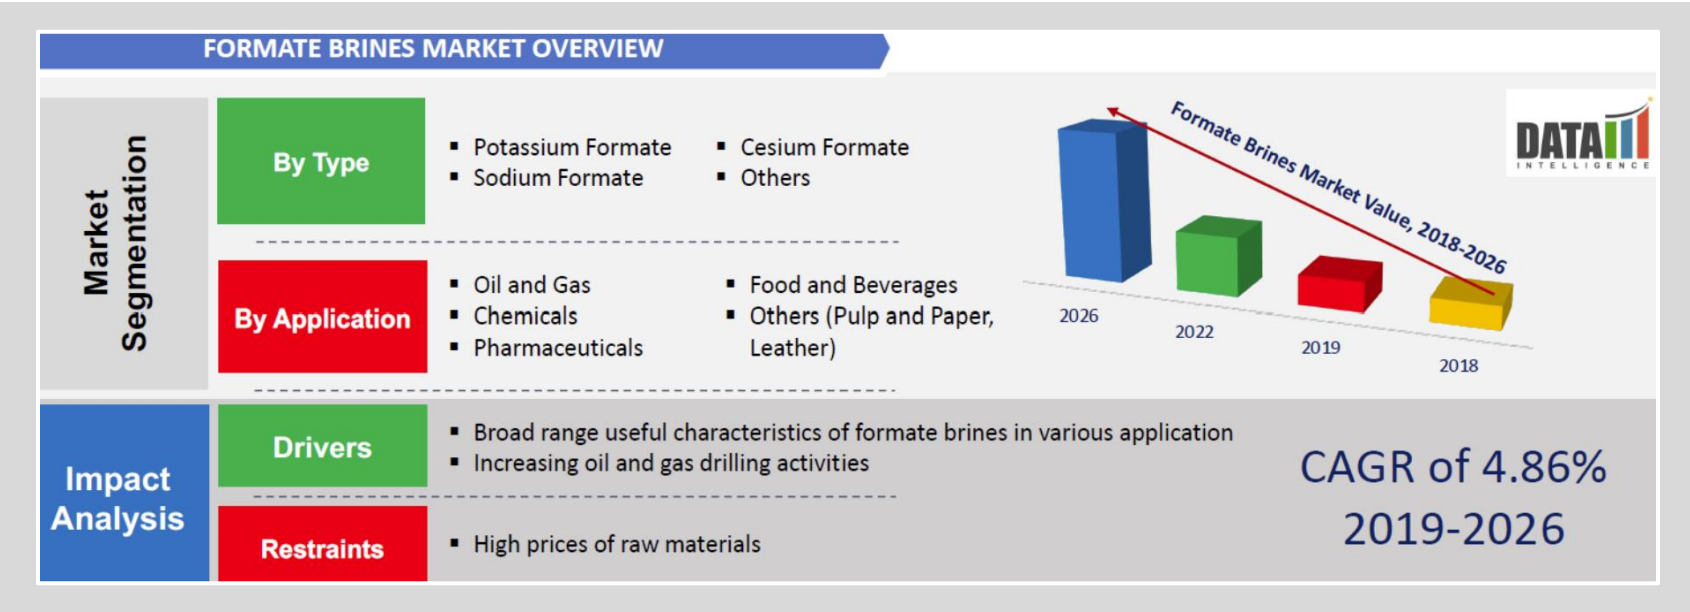 FORMATE BRINES MARKET OVERVIEW
Market
Segmentation
By Type
▪ Potassium Formate
▪ Sodium Formate
▪ Cesium Formate
▪ Others
By Application
▪ Oil and Gas
▪ Chemicals
▪ Pharmaceuticals
▪ Food and Beverages
▪ Others (Pulp and Paper,
Leather)
Formate Brines Market Value, 2018-2026
2026
2022
2019
2018
DATAM
INTELLIGENCE
Impact
Analysis
Drivers
▪ Broad range useful characteristics of formate brines in various application
▪ Increasing oil and gas drilling activities
Restraints
▪ High prices of raw materials
CAGR of 4.86%
2019-2026